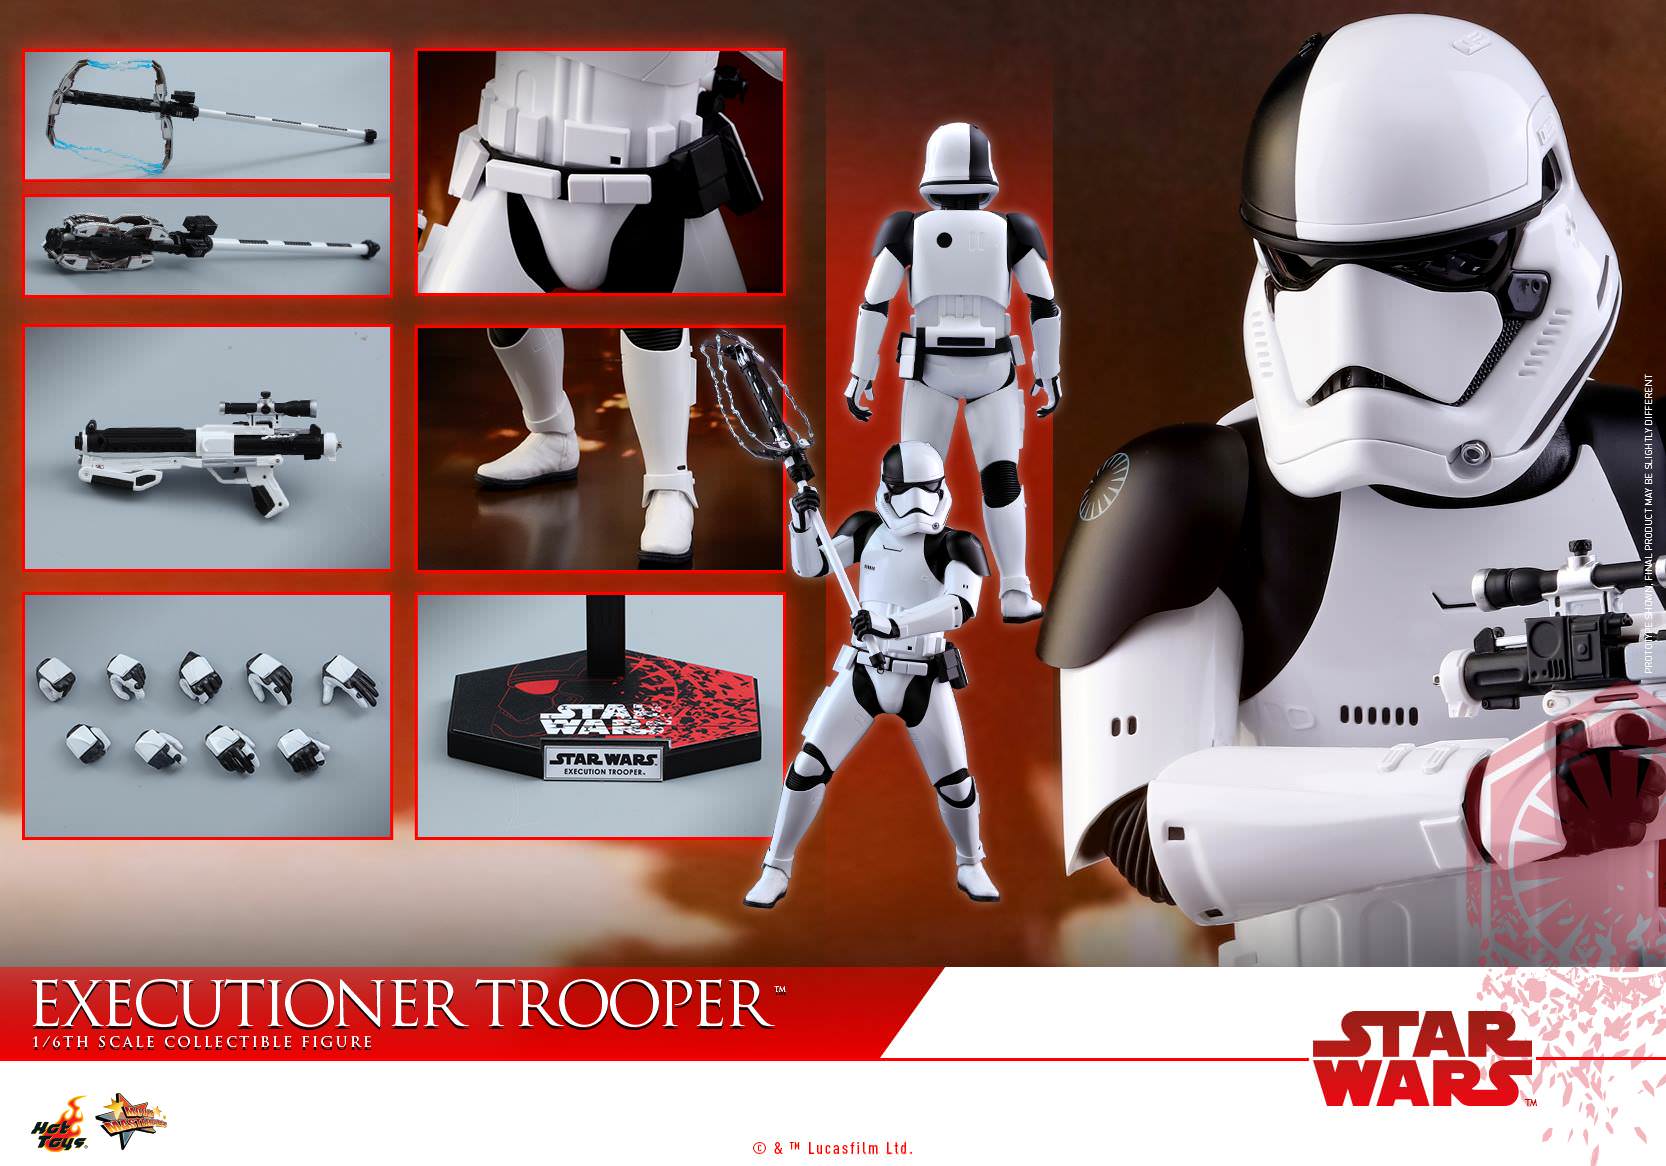 STAR
WARS
STAR WARS
EXECUTION TROOPER™
PROTOTYPE SHOWN, FINAL PRODUCT MAY BE SLIGHTLY DIFFERENT
EXECUTIONER TROOPER™
1/6TH SCALE COLLECTIBLE FIGURE
STAR
WARS™
Hot
Toys®
Movie
Masterpiece
© & ™ Lucasfilm Ltd.